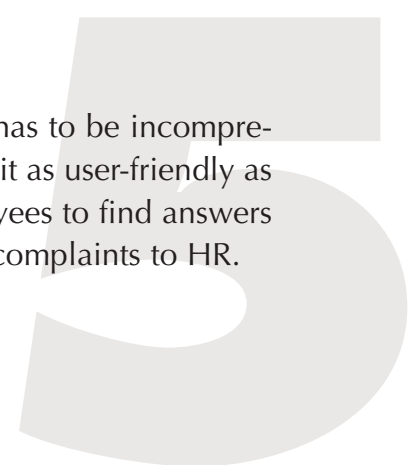 has to be incompre-
it as user-friendly as
yees to find answers
complaints to HR.
5